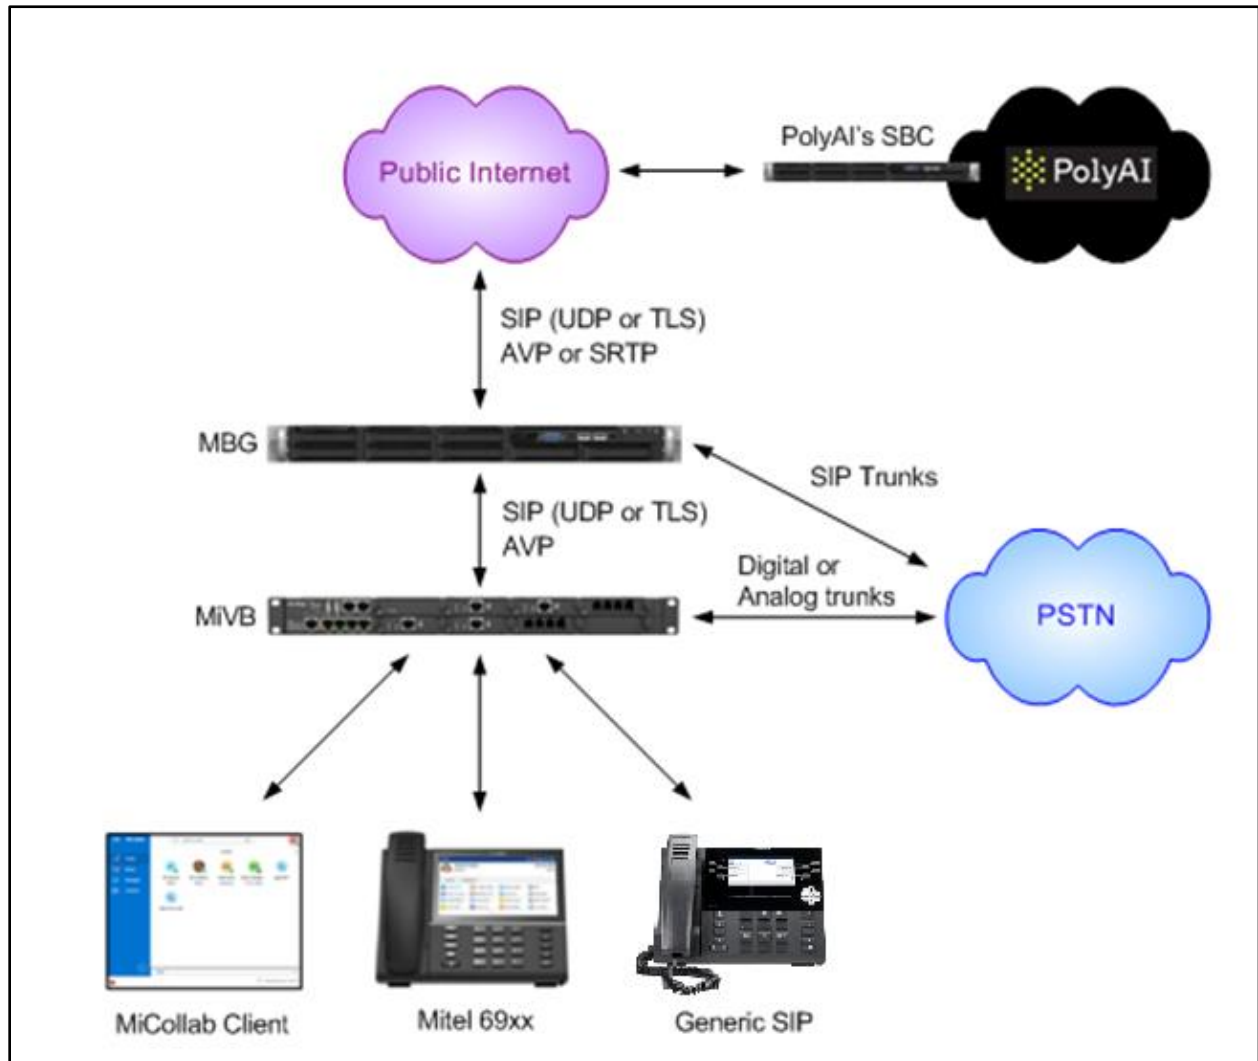 PolyAI's SBC
Public Internet
PolyAI
SIP (UDP or TLS)
AVP or SRTP
MBG
SIP Trunks
SIP (UDP or TLS)
AVP
Digital or
Analog trunks
MiVB
PSTN
MiCollab Client
Mitel 69xx
Generic SIP